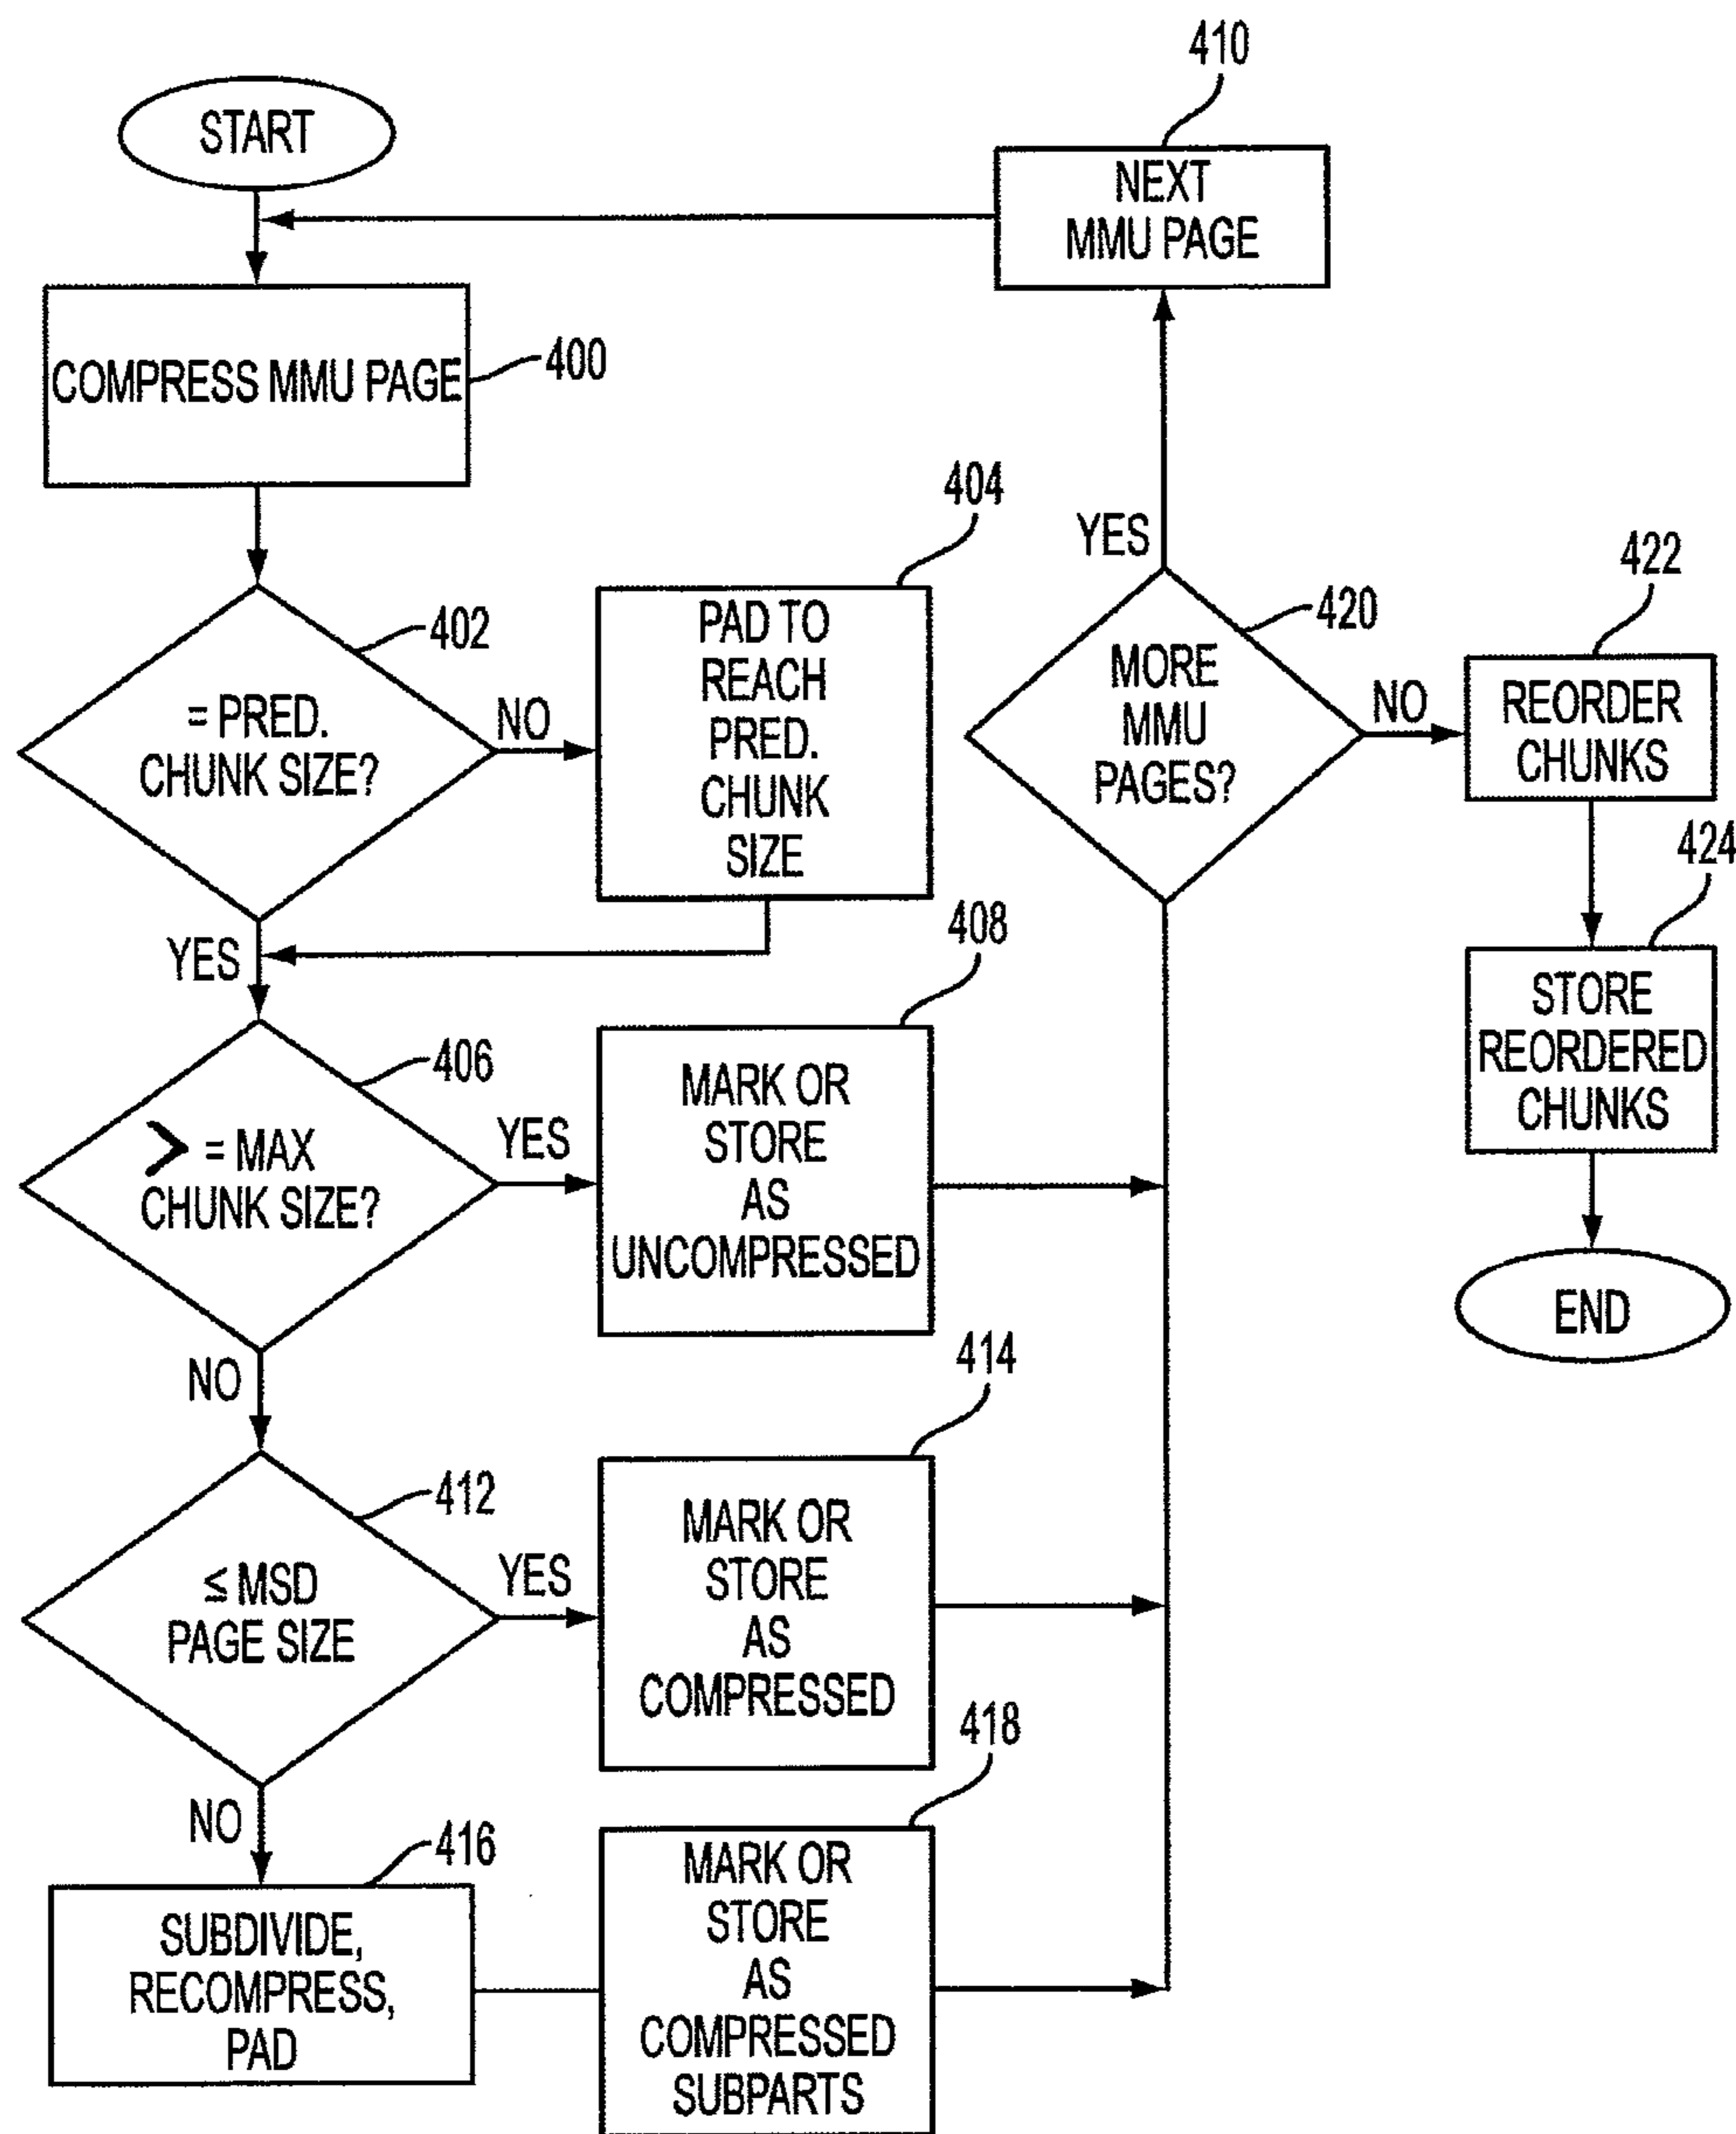 START
410
NEXT
MMU PAGE
COMPRESS MMU PAGE
400
402
= PRED.
CHUNK SIZE?
NO
YES
404
PAD TO
REACH
PRED.
CHUNK
SIZE
406
> = MAX
CHUNK SIZE?
YES
NO
408
MARK OR
STORE
AS
UNCOMPRESSED
412
≤ MSD
PAGE SIZE
YES
NO
414
MARK OR
STORE
AS
COMPRESSED
416
SUBDIVIDE,
RECOMPRESS,
PAD
418
MARK OR
STORE
AS
COMPRESSED
SUBPARTS
YES
420
MORE
MMU
PAGES?
NO
422
REORDER
CHUNKS
424
STORE
REORDERED
CHUNKS
END